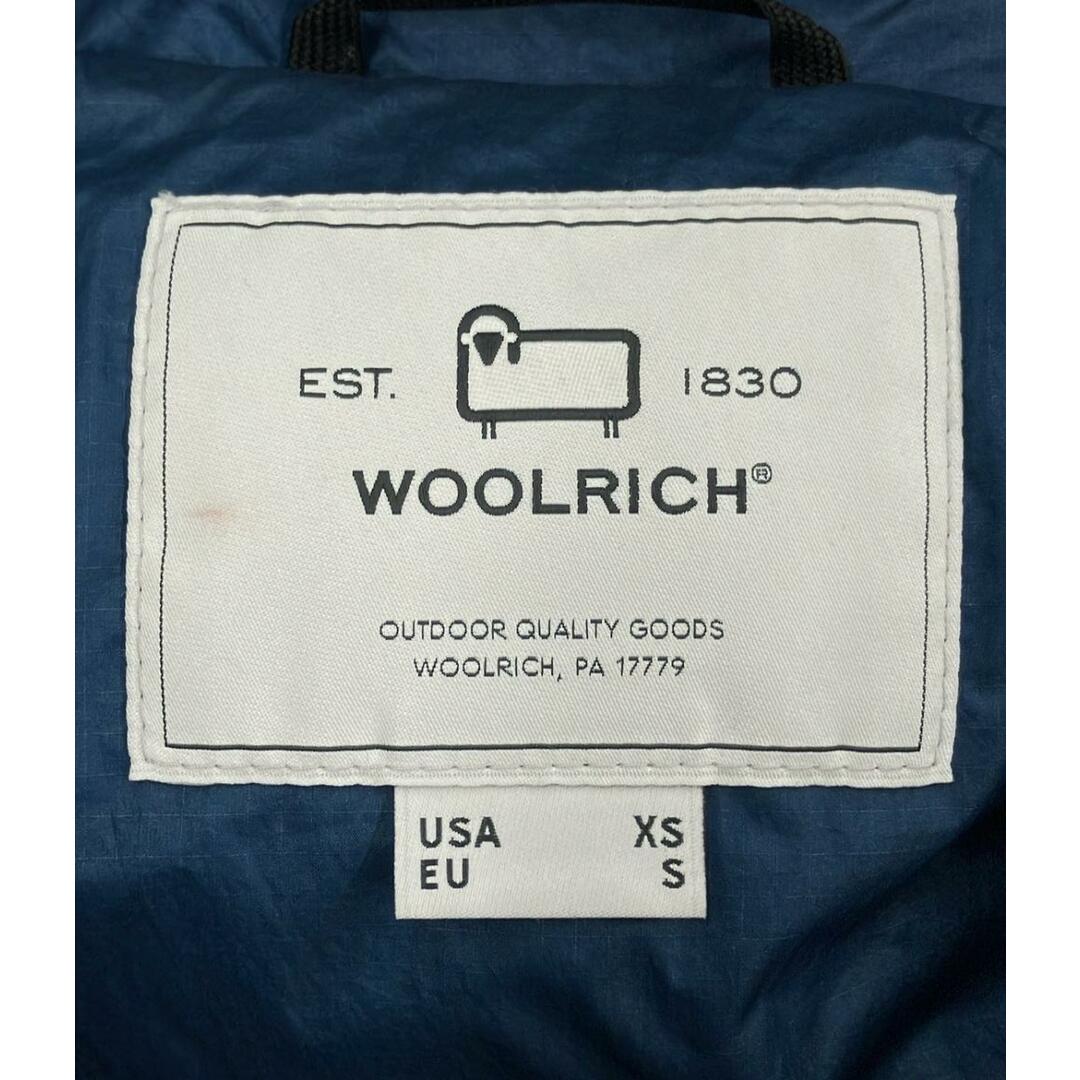 EST. 1830
WOOLRICH®
OUTDOOR QUALITY GOODS
WOOLRICH, PA 17779
USA XS
EU S